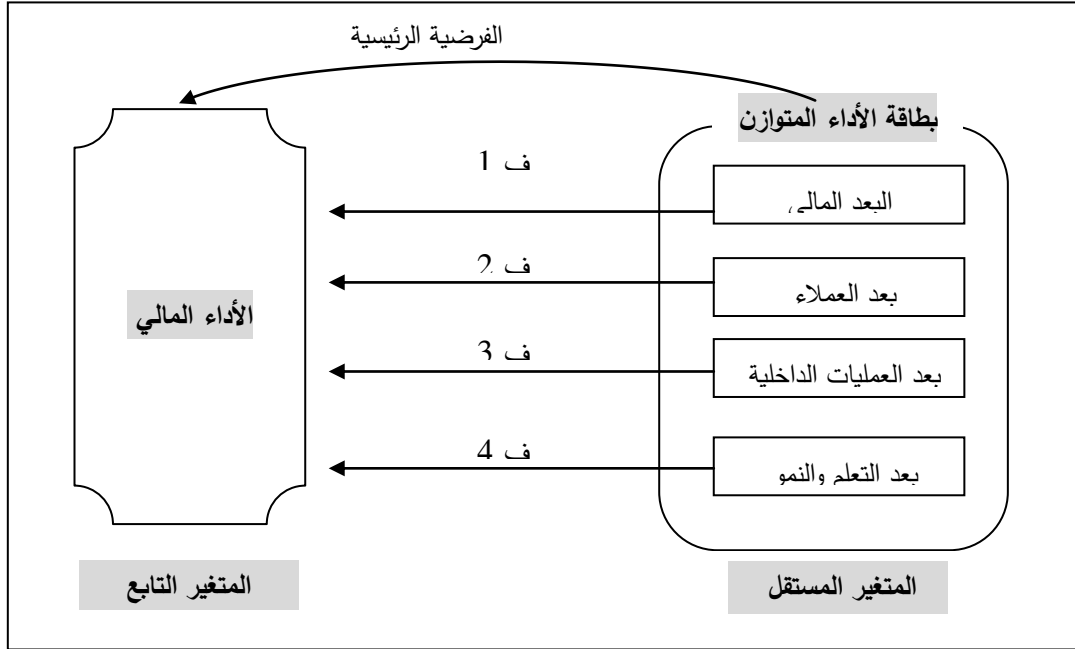 الفرضية الرئيسية
بطاقة الأداء المتوازن
ف 1
البعد المالي
ف 2
بعد العملاء
الأداء المالي
ف 3
بعد العمليات الداخلية
ف 4
بعد التعلم والنمو
المتغير المستقل
المتغير التابع